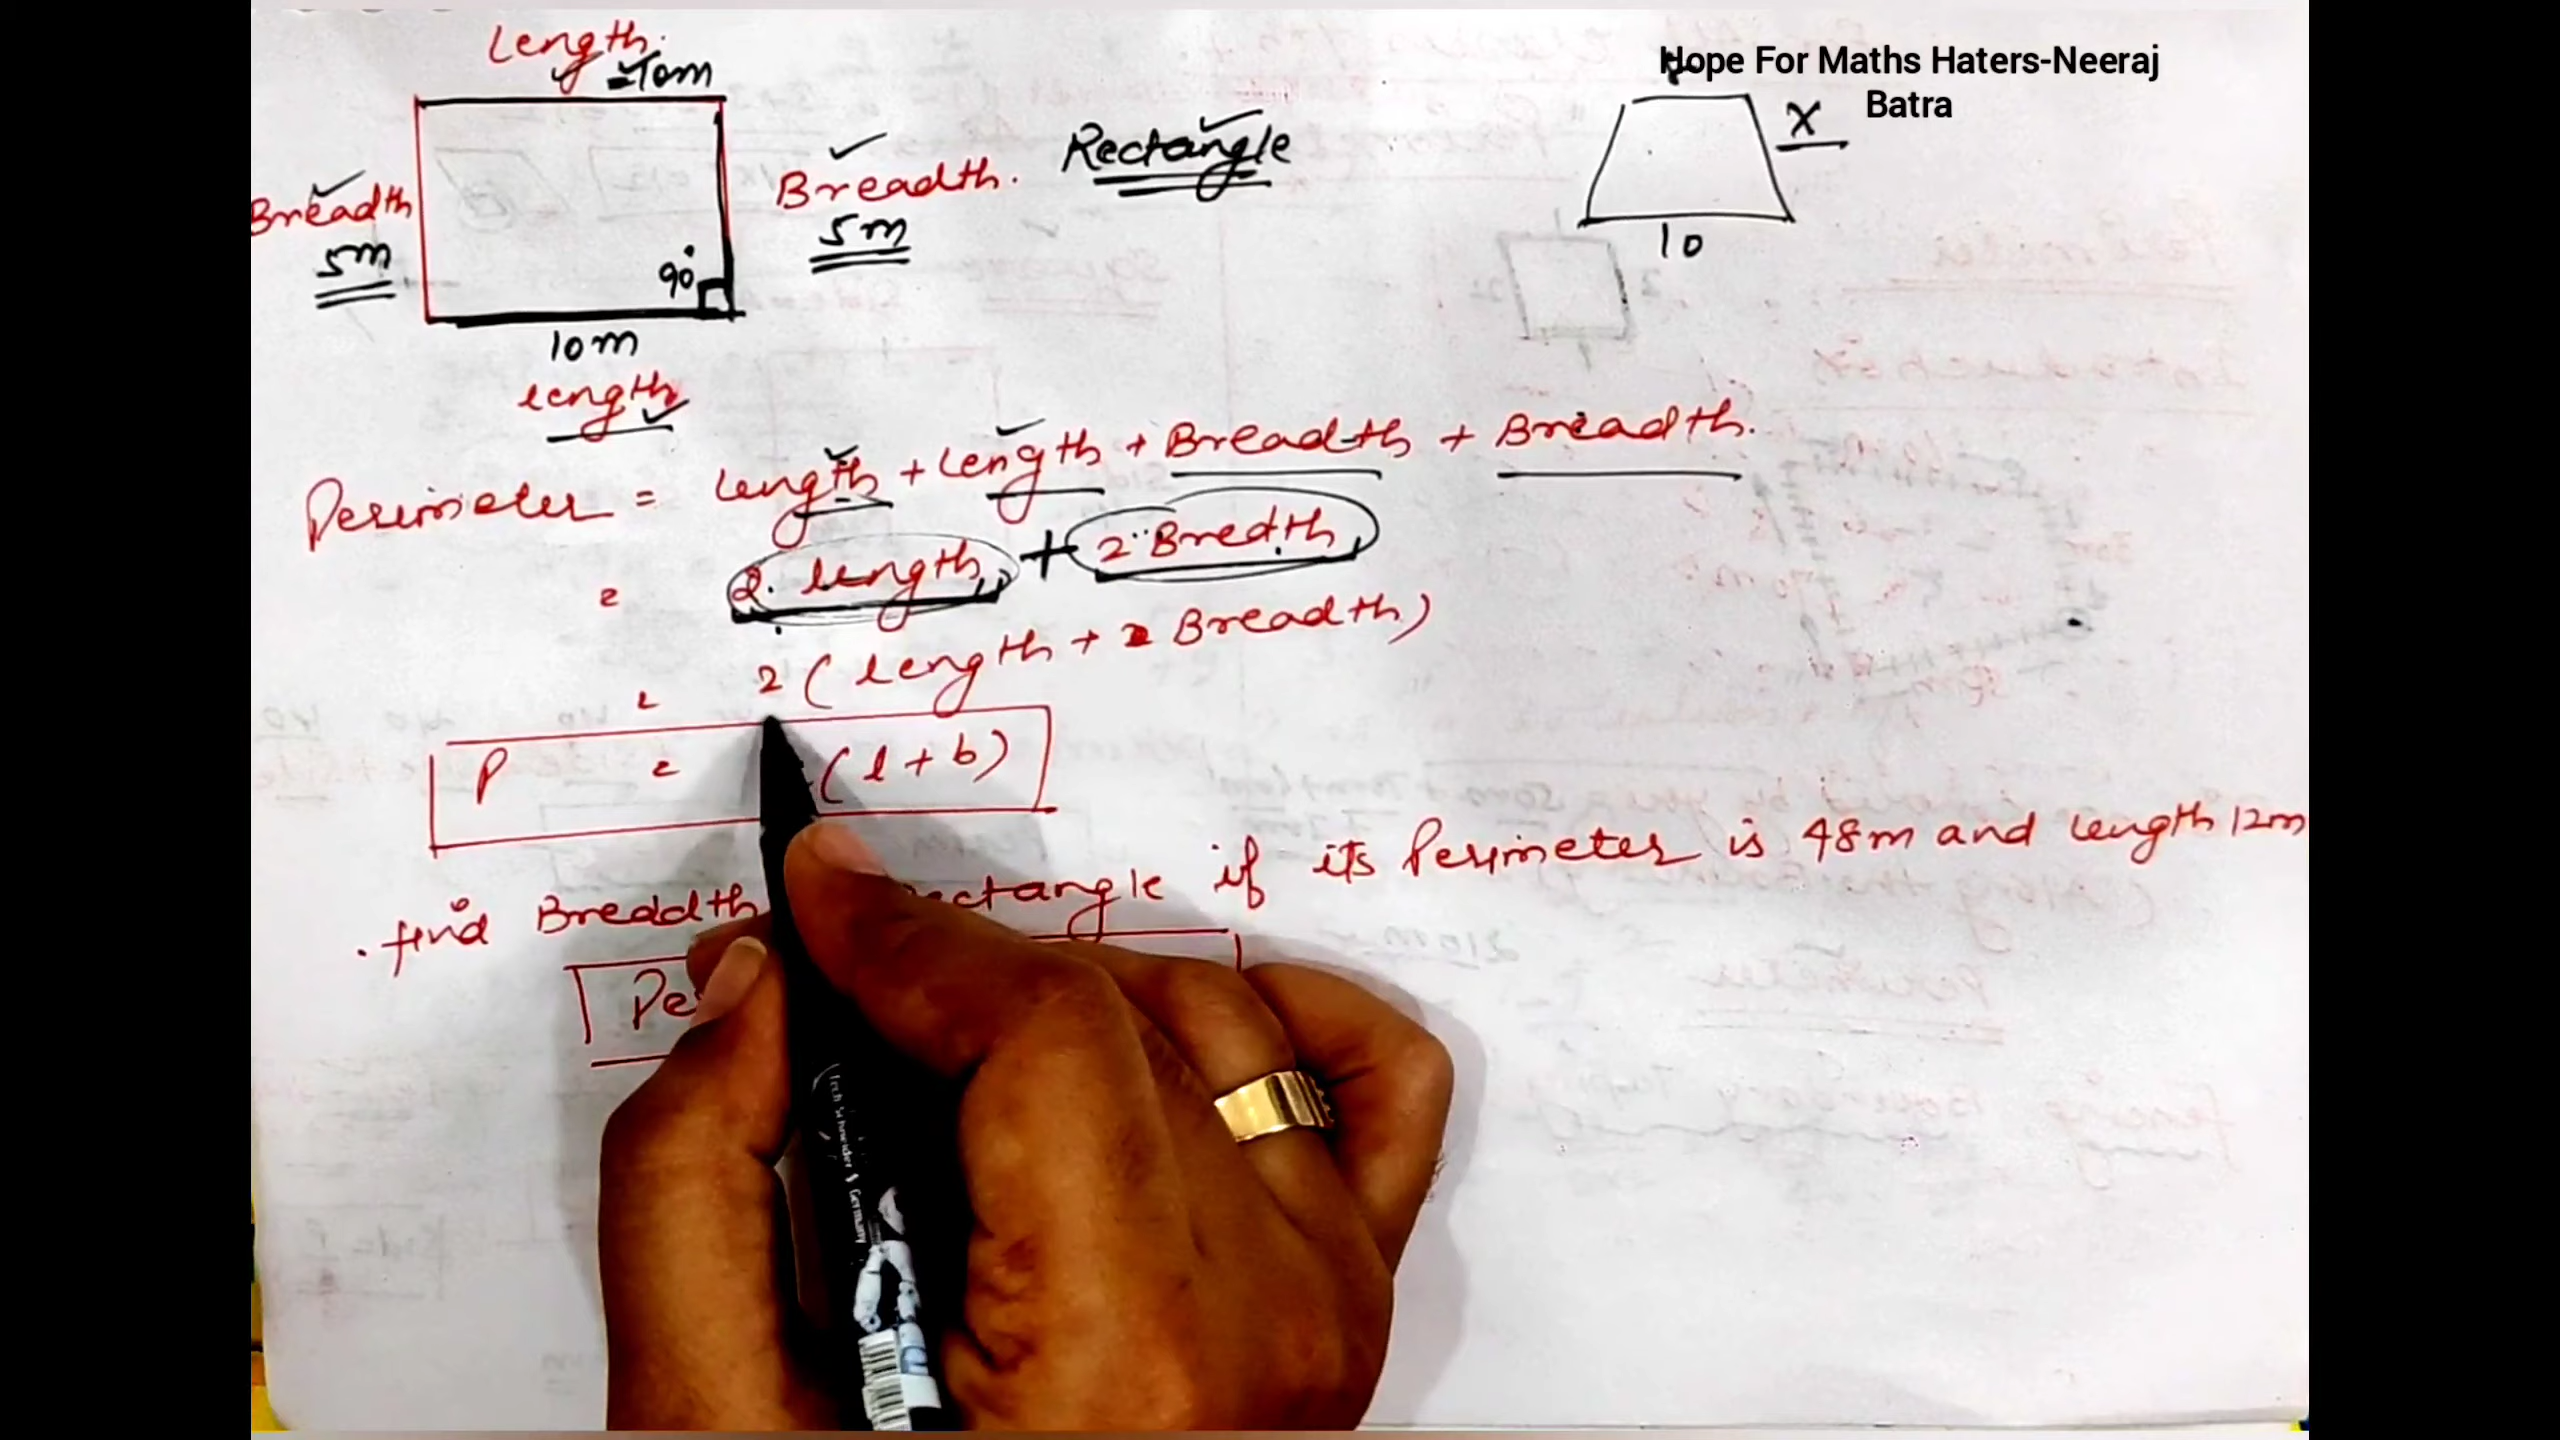 Length.
10m
Hope For Maths Haters-Neeraj
Batra
Breadth
5m
Breadth.
5m
Rectangle
x
10
90°
10m
length
Perimeter = Length + Length + Breadth + Breadth.
= 2. length + 2 Bredth
= 2 ( length + Breadth)
P = ( l + b )
. find Breadth Rectangle if its Perimeter is 48m and Length 12m